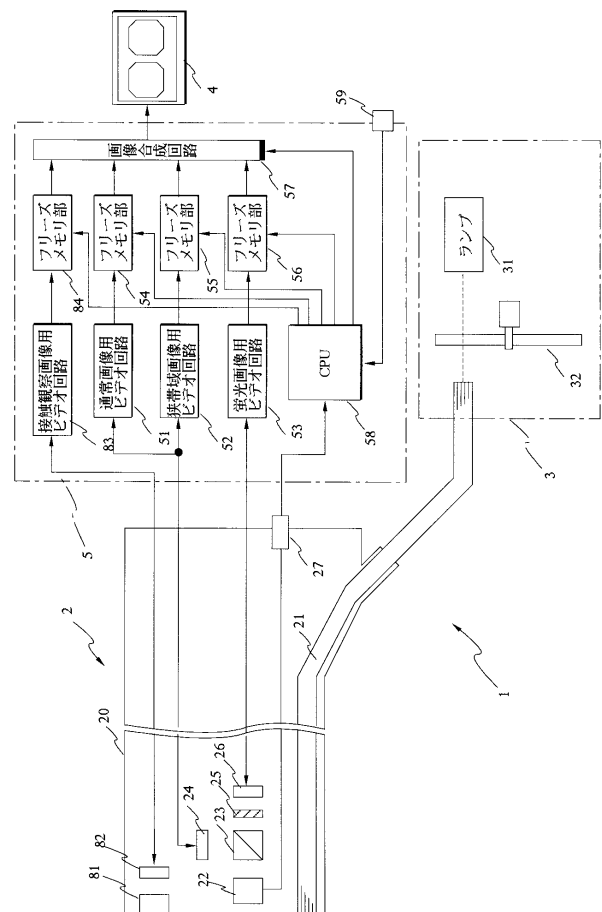 4
59
画像合成回路
57
フリーズ
メモリ部
84
フリーズ
メモリ部
54
フリーズ
メモリ部
55
フリーズ
メモリ部
56
接触観察画像用
ビデオ回路
83
通常画像用
ビデオ回路
51
狭帯域画像用
ビデオ回路
52
蛍光画像用
ビデオ回路
53
CPU
58
5
ランプ
31
32
3
27
2
20
21
1
26
25
23
24
22
82
81